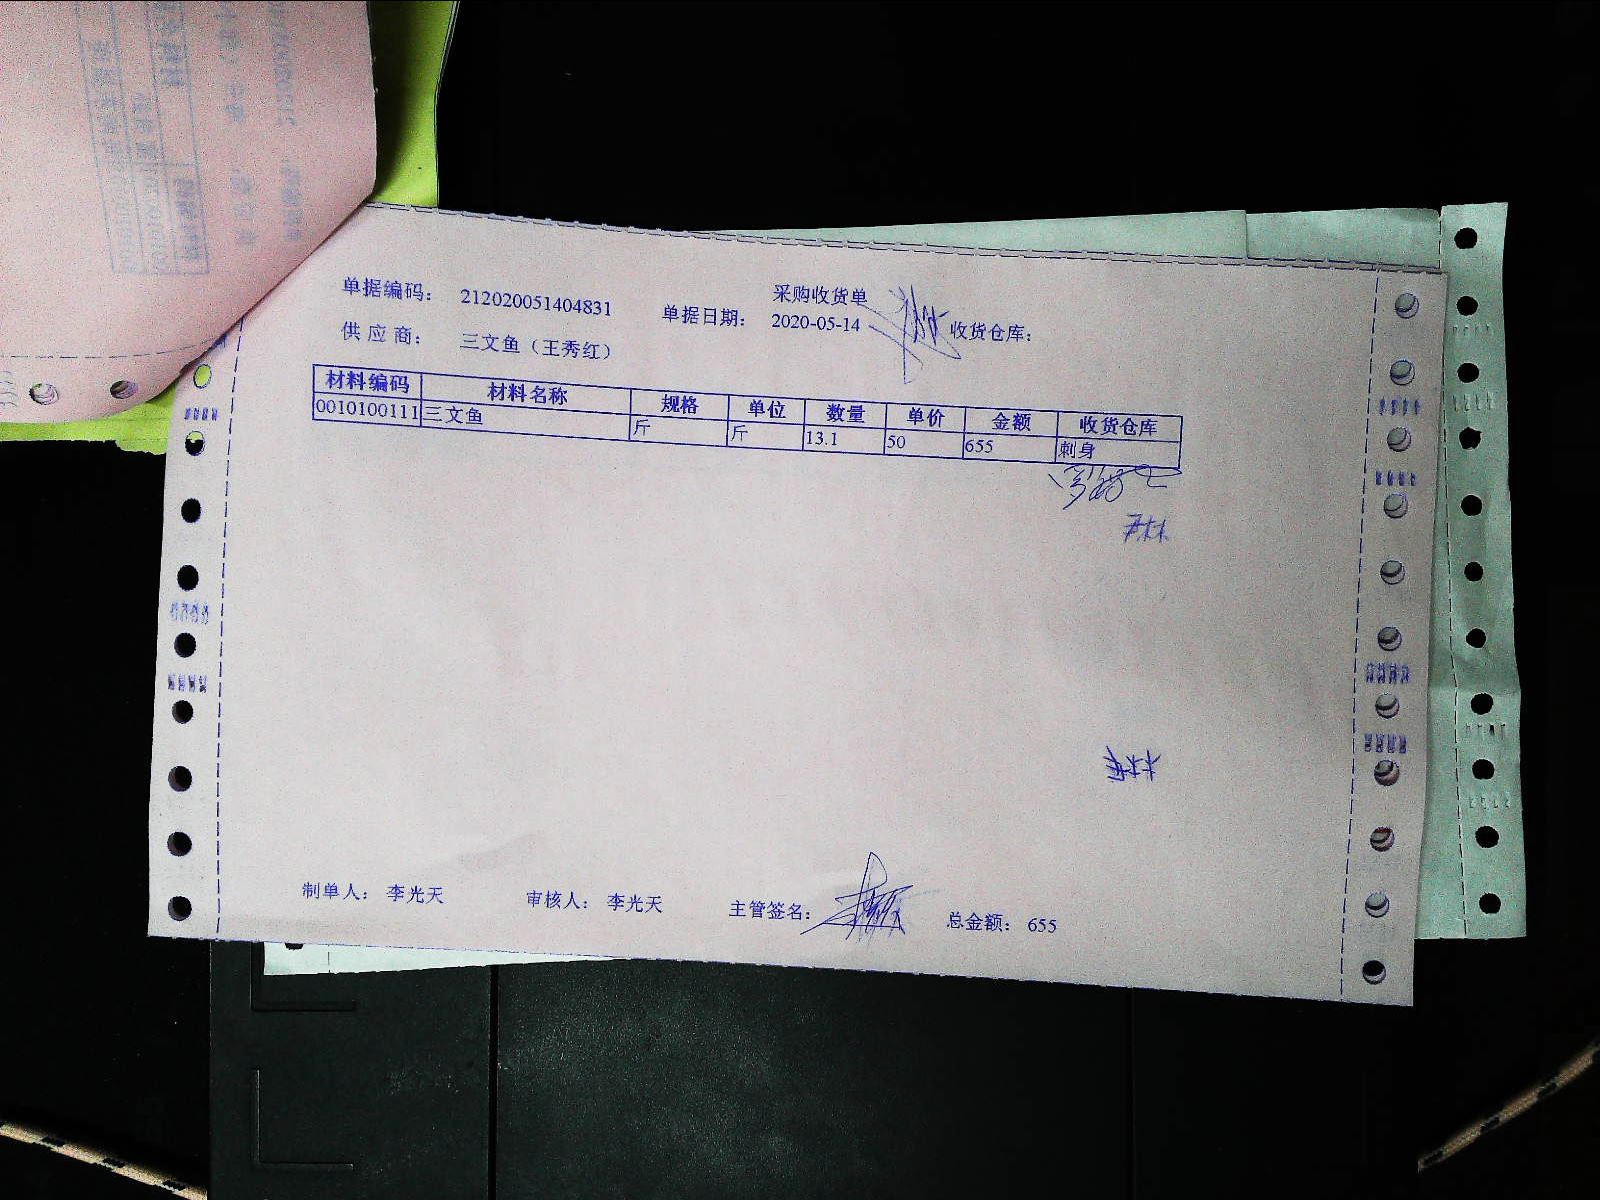 采购收货单
单据编码： 212020051404831 单据日期： 2020-05-14 收货仓库：
供应商： 三文鱼（王秀红）
材料编码 材料名称 规格 单位 数量 单价 金额 收货仓库
0010100111 三文鱼 斤 斤 13.1 50 655 刺身
制单人： 李光天 审核人： 李光天 主管签名： 总金额： 655